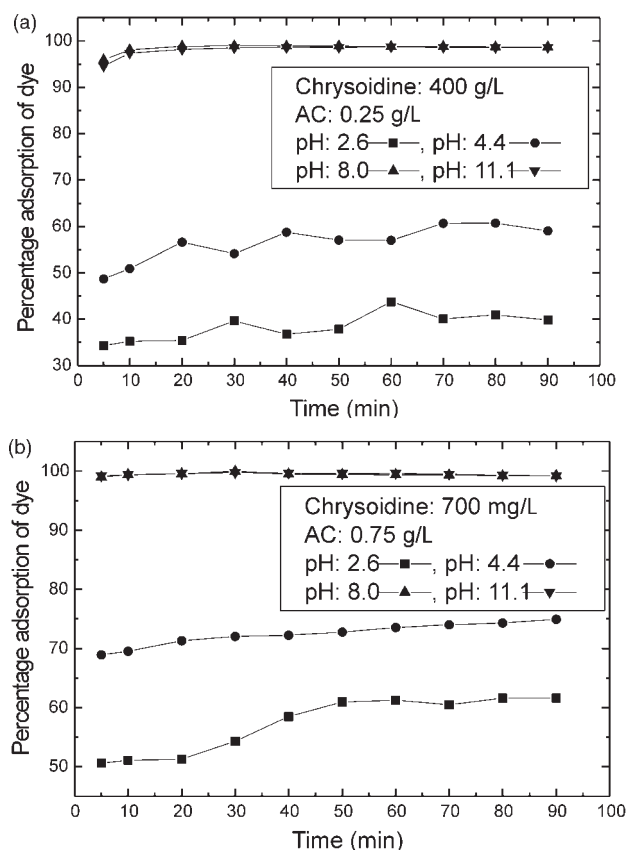 (a)
100
90
80
70
60
50
40
30
Percentage adsorption of dye
Chrysoidine: 400 g/L
AC: 0.25 g/L
pH: 2.6 , pH: 4.4
pH: 8.0 , pH: 11.1
0 10 20 30 40 50 60 70 80 90 100
Time (min)
(b)
100
90
80
70
60
50
Percentage adsorption of dye
Chrysoidine: 700 mg/L
AC: 0.75 g/L
pH: 2.6 , pH: 4.4
pH: 8.0 , pH: 11.1
0 10 20 30 40 50 60 70 80 90 100
Time (min)